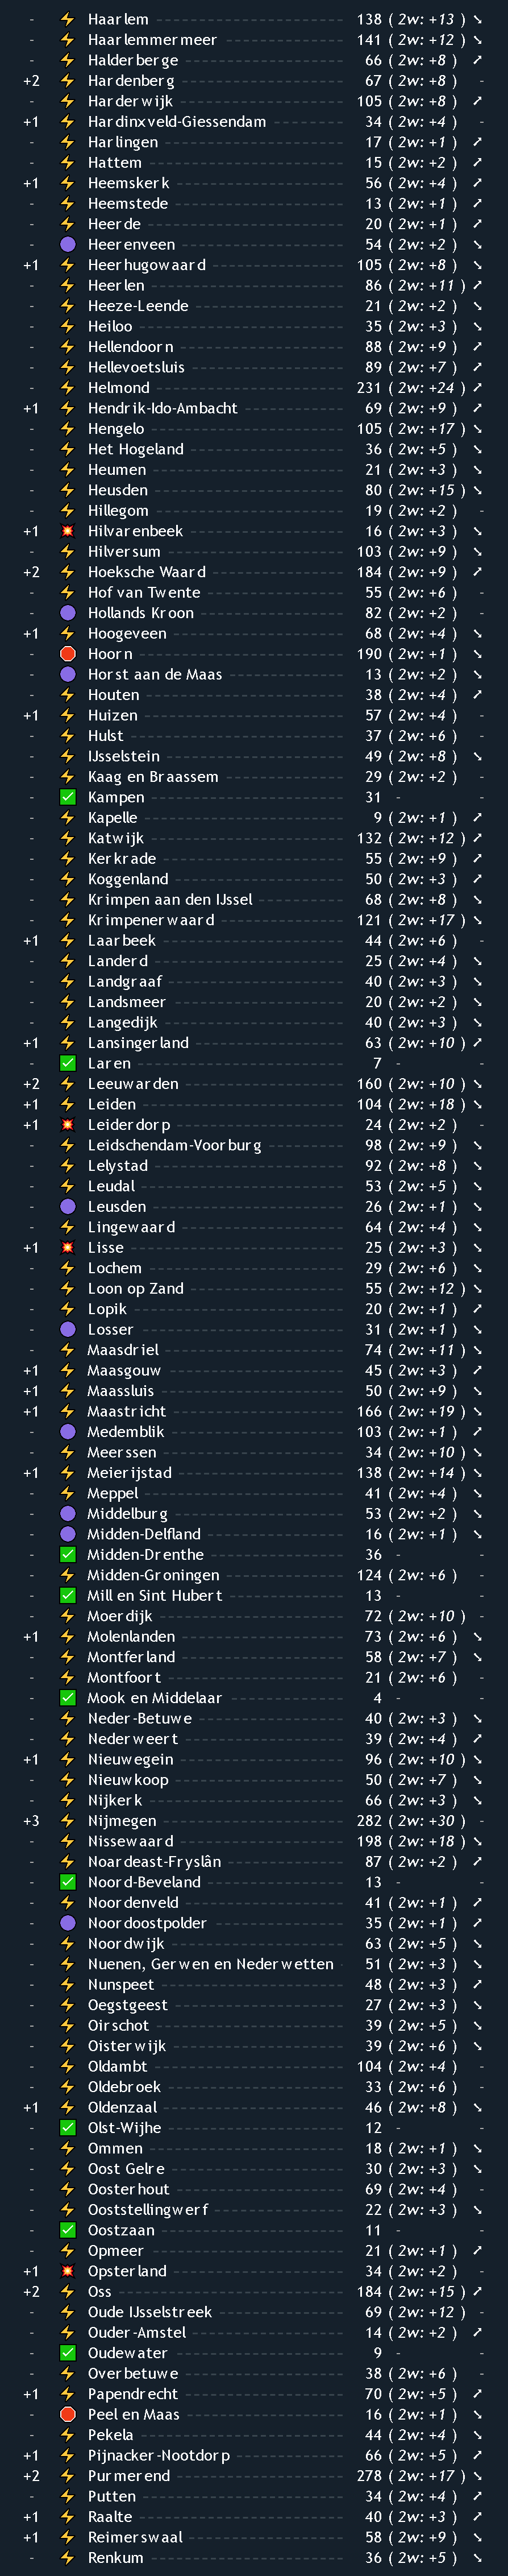 - ⚡ Haarlem 138 ( 2w: +13 ) ↘
- ⚡ Haarlemmermeer 141 ( 2w: +12 ) ↘
- ⚡ Halderberge 66 ( 2w: +8 ) ↗
+2 ⚡ Hardenberg 67 ( 2w: +8 ) -
- ⚡ Harderwijk 105 ( 2w: +8 ) ↗
+1 ⚡ Hardinxveld-Giessendam 34 ( 2w: +4 ) -
- ⚡ Harlingen 17 ( 2w: +1 ) ↗
- ⚡ Hattem 15 ( 2w: +2 ) ↗
+1 ⚡ Heemskerk 56 ( 2w: +4 ) ↗
- ⚡ Heemstede 13 ( 2w: +1 ) ↗
- ⚡ Heerde 20 ( 2w: +1 ) ↗
- 🟣 Heerenveen 54 ( 2w: +2 ) ↘
+1 ⚡ Heerhugowaard 105 ( 2w: +8 ) ↘
- ⚡ Heerlen 86 ( 2w: +11 ) ↗
- ⚡ Heeze-Leende 21 ( 2w: +2 ) ↘
- ⚡ Heiloo 35 ( 2w: +3 ) ↘
- ⚡ Hellendoorn 88 ( 2w: +9 ) ↗
- ⚡ Hellevoetsluis 89 ( 2w: +7 ) ↗
- ⚡ Helmond 231 ( 2w: +24 ) ↗
+1 ⚡ Hendrik-Ido-Ambacht 69 ( 2w: +9 ) ↗
- ⚡ Hengelo 105 ( 2w: +17 ) ↘
- ⚡ Het Hogeland 36 ( 2w: +5 ) ↘
- ⚡ Heumen 21 ( 2w: +3 ) ↘
- ⚡ Heusden 80 ( 2w: +15 ) ↘
- ⚡ Hillegom 19 ( 2w: +2 ) -
+1 💥 Hilvarenbeek 16 ( 2w: +3 ) ↘
- ⚡ Hilversum 103 ( 2w: +9 ) ↘
+2 ⚡ Hoeksche Waard 184 ( 2w: +9 ) ↗
- ⚡ Hof van Twente 55 ( 2w: +6 ) -
- 🟣 Hollands Kroon 82 ( 2w: +2 ) -
+1 ⚡ Hoogeveen 68 ( 2w: +4 ) ↘
- 🛑 Hoorn 190 ( 2w: +1 ) ↘
- 🟣 Horst aan de Maas 13 ( 2w: +2 ) ↘
- ⚡ Houten 38 ( 2w: +4 ) ↗
+1 ⚡ Huizen 57 ( 2w: +4 ) -
- ⚡ Hulst 37 ( 2w: +6 ) -
- ⚡ IJsselstein 49 ( 2w: +8 ) ↘
- ⚡ Kaag en Braassem 29 ( 2w: +2 ) -
- ✅ Kampen 31 - -
- ⚡ Kapelle 9 ( 2w: +1 ) ↗
- ⚡ Katwijk 132 ( 2w: +12 ) ↗
- ⚡ Kerkrade 55 ( 2w: +9 ) ↗
- ⚡ Koggenland 50 ( 2w: +3 ) ↗
- ⚡ Krimpen aan den IJssel 68 ( 2w: +8 ) ↘
- ⚡ Krimpenerwaard 121 ( 2w: +17 ) ↘
+1 ⚡ Laarbeek 44 ( 2w: +6 ) -
- ⚡ Landerd 25 ( 2w: +4 ) ↘
- ⚡ Landgraaf 40 ( 2w: +3 ) ↘
- ⚡ Landsmeer 20 ( 2w: +2 ) ↘
- ⚡ Langedijk 40 ( 2w: +3 ) ↘
+1 ⚡ Lansingerland 63 ( 2w: +10 ) ↗
- ✅ Laren 7 - -
+2 ⚡ Leeuwarden 160 ( 2w: +10 ) ↘
+1 ⚡ Leiden 104 ( 2w: +18 ) ↘
+1 💥 Leiderdorp 24 ( 2w: +2 ) -
- ⚡ Leidschendam-Voorburg 98 ( 2w: +9 ) ↘
- ⚡ Lelystad 92 ( 2w: +8 ) ↘
- ⚡ Leudal 53 ( 2w: +5 ) ↘
- 🟣 Leusden 26 ( 2w: +1 ) ↘
- ⚡ Lingewaard 64 ( 2w: +4 ) ↘
+1 💥 Lisse 25 ( 2w: +3 ) ↘
- ⚡ Lochem 29 ( 2w: +6 ) ↘
- ⚡ Loon op Zand 55 ( 2w: +12 ) ↘
- ⚡ Lopik 20 ( 2w: +1 ) ↗
- 🟣 Losser 31 ( 2w: +1 ) ↘
- ⚡ Maasdriel 74 ( 2w: +11 ) ↘
+1 ⚡ Maasgouw 45 ( 2w: +3 ) ↗
+1 ⚡ Maassluis 50 ( 2w: +9 ) ↘
+1 ⚡ Maastricht 166 ( 2w: +19 ) ↘
- 🟣 Medemblik 103 ( 2w: +1 ) ↗
- ⚡ Meerssen 34 ( 2w: +10 ) ↘
+1 ⚡ Meierijstad 138 ( 2w: +14 ) ↘
- ⚡ Meppel 41 ( 2w: +4 ) ↘
- 🟣 Middelburg 53 ( 2w: +2 ) ↘
- 🟣 Midden-Delfland 16 ( 2w: +1 ) ↘
- ✅ Midden-Drenthe 36 - -
- ⚡ Midden-Groningen 124 ( 2w: +6 ) -
- ✅ Mill en Sint Hubert 13 - -
- ⚡ Moerdijk 72 ( 2w: +10 ) -
+1 ⚡ Molenlanden 73 ( 2w: +6 ) ↘
- ⚡ Montferland 58 ( 2w: +7 ) ↘
- ⚡ Montfoort 21 ( 2w: +6 ) -
- ✅ Mook en Middelaar 4 - -
- ⚡ Neder-Betuwe 40 ( 2w: +3 ) ↘
- ⚡ Nederweert 39 ( 2w: +4 ) ↗
+1 ⚡ Nieuwegein 96 ( 2w: +10 ) ↘
- ⚡ Nieuwkoop 50 ( 2w: +7 ) ↘
- ⚡ Nijkerk 66 ( 2w: +3 ) ↘
+3 ⚡ Nijmegen 282 ( 2w: +30 ) -
- ⚡ Nissewaard 198 ( 2w: +18 ) ↘
- ⚡ Noardeast-Fryslân 87 ( 2w: +2 ) ↗
- ✅ Noord-Beveland 13 - -
- ⚡ Noordenveld 41 ( 2w: +1 ) ↗
- 🟣 Noordoostpolder 35 ( 2w: +1 ) ↗
- ⚡ Noordwijk 63 ( 2w: +5 ) ↘
- ⚡ Nuenen, Gerwen en Nederwetten 51 ( 2w: +3 ) ↘
- ⚡ Nunspeet 48 ( 2w: +3 ) ↗
- ⚡ Oegstgeest 27 ( 2w: +3 ) ↘
- ⚡ Oirschot 39 ( 2w: +5 ) ↘
- ⚡ Oisterwijk 39 ( 2w: +6 ) ↘
- ⚡ Oldambt 104 ( 2w: +4 ) -
- ⚡ Oldebroek 33 ( 2w: +6 ) -
+1 ⚡ Oldenzaal 46 ( 2w: +8 ) ↘
- ✅ Olst-Wijhe 12 - -
- ⚡ Ommen 18 ( 2w: +1 ) ↘
- ⚡ Oost Gelre 30 ( 2w: +3 ) ↘
- ⚡ Oosterhout 69 ( 2w: +4 ) -
- ⚡ Ooststellingwerf 22 ( 2w: +3 ) ↘
- ✅ Oostzaan 11 - -
- ⚡ Opmeer 21 ( 2w: +1 ) ↗
+1 💥 Opsterland 34 ( 2w: +2 ) -
+2 ⚡ Oss 184 ( 2w: +15 ) ↗
- ⚡ Oude IJsselstreek 69 ( 2w: +12 ) -
- ⚡ Ouder-Amstel 14 ( 2w: +2 ) ↗
- ✅ Oudewater 9 - -
- ⚡ Overbetuwe 38 ( 2w: +6 ) -
+1 ⚡ Papendrecht 70 ( 2w: +5 ) ↗
- 🛑 Peel en Maas 16 ( 2w: +1 ) ↘
- ⚡ Pekela 44 ( 2w: +4 ) ↘
+1 ⚡ Pijnacker-Nootdorp 66 ( 2w: +5 ) ↗
+2 ⚡ Purmerend 278 ( 2w: +17 ) ↘
- ⚡ Putten 34 ( 2w: +4 ) ↗
+1 ⚡ Raalte 40 ( 2w: +3 ) ↗
+1 ⚡ Reimerswaal 58 ( 2w: +9 ) ↘
- ⚡ Renkum 36 ( 2w: +5 ) ↘